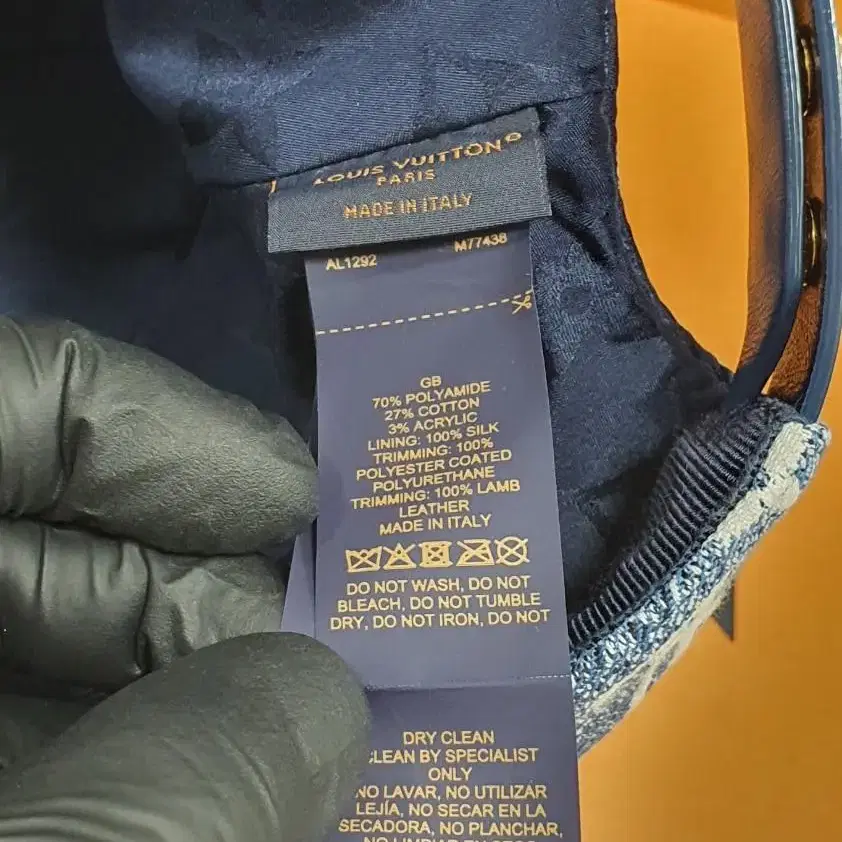 LOUIS VUITTON®
PARIS
MADE IN ITALY
AL1292 M77438
GB
70% POLYAMIDE
27% COTTON
3% ACRYLIC
LINING: 100% SILK
TRIMMING: 100%
POLYESTER COATED
POLYURETHANE
TRIMMING: 100% LAMB
LEATHER
MADE IN ITALY
DO NOT WASH, DO NOT
BLEACH, DO NOT TUMBLE
DRY, DO NOT IRON, DO NOT
DRY CLEAN
CLEAN BY SPECIALIST
ONLY
NO LAVAR, NO UTILIZAR
LEJÍA, NO SECAR EN LA
SECADORA, NO PLANCHAR,